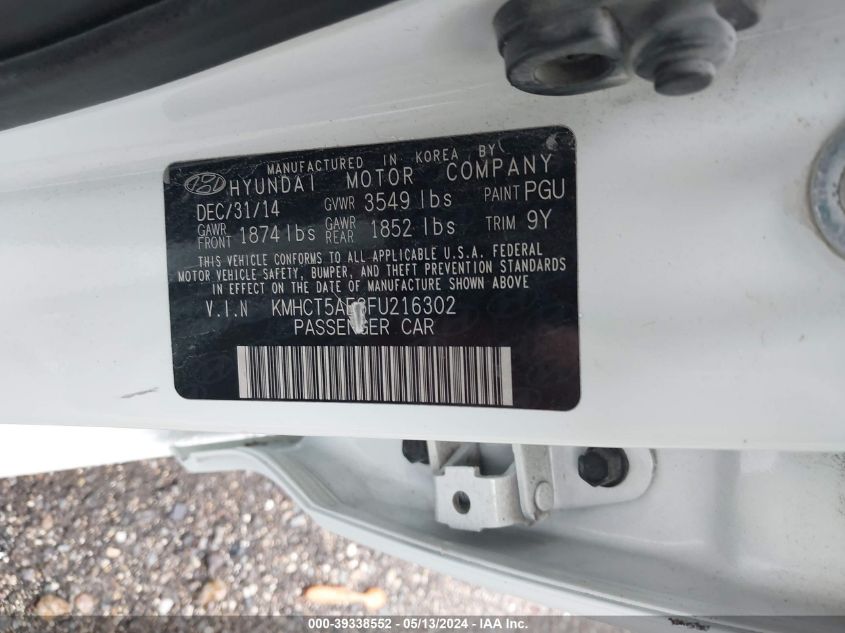 MANUFACTURED IN KOREA BY
HYUNDAI MOTOR COMPANY
DEC/31/14 GVWR 3549 lbs PAINT PGU
GAWR FRONT 1874 lbs GAWR REAR 1852 lbs TRIM 9Y
THIS VEHICLE CONFORMS TO ALL APPLICABLE U.S.A. FEDERAL
MOTOR VEHICLE SAFETY, BUMPER, AND THEFT PREVENTION STANDARDS
IN EFFECT ON THE DATE OF MANUFACTURE SHOWN ABOVE.
V.I.N KMHCT5AE8FU216302
PASSENGER CAR
000-39338552 - 05/13/2024 - IAA Inc.